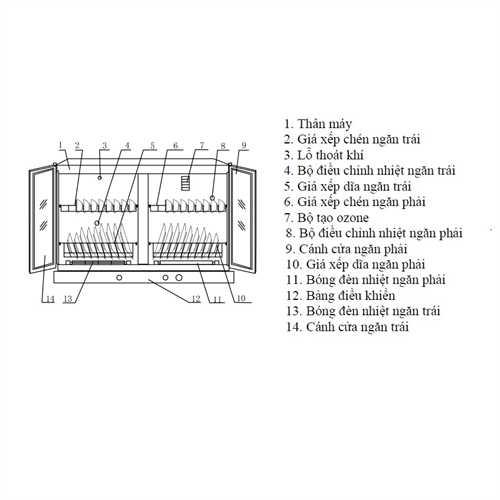 1 2 3 4 5 6 7 8 9
14 13 12 11 10
1. Thân máy
2. Giá xếp chén ngăn trái
3. Lỗ thoát khí
4. Bộ điều chỉnh nhiệt ngăn trái
5. Giá xếp dĩa ngăn trái
6. Giá xếp chén ngăn phải
7. Bộ tạo ozone
8. Bộ điều chỉnh nhiệt ngăn phải
9. Cánh cửa ngăn phải
10. Giá xếp dĩa ngăn phải
11. Bóng đèn nhiệt ngăn phải
12. Bảng điều khiển
13. Bóng đèn nhiệt ngăn trái
14. Cánh cửa ngăn trái